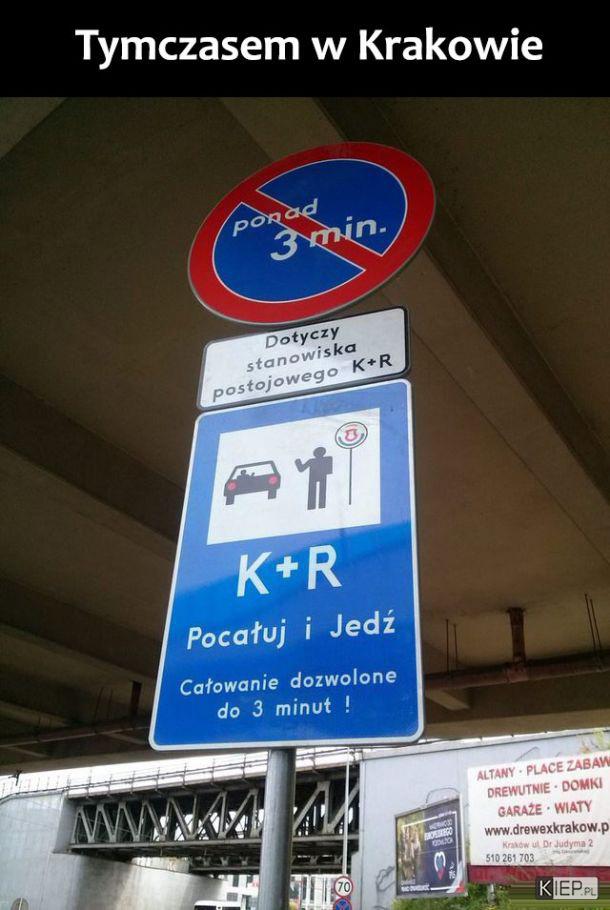 Tymczasem w Krakowie
ponad
3 min.
Dotyczy
stanowiska
postojowego K+R
K+R
Pocałuj i Jedź
Całowanie dozwolone
do 3 minut !
ALTANY · PLACE ZABAW
DREWUTNIE · DOMKI
GARAŻE · WIATY
www.drewexkrakow.p
Kraków ul. Dr Judyma 2
510 261 703
EUROPEJSKIEGO
70
KIEP.PL